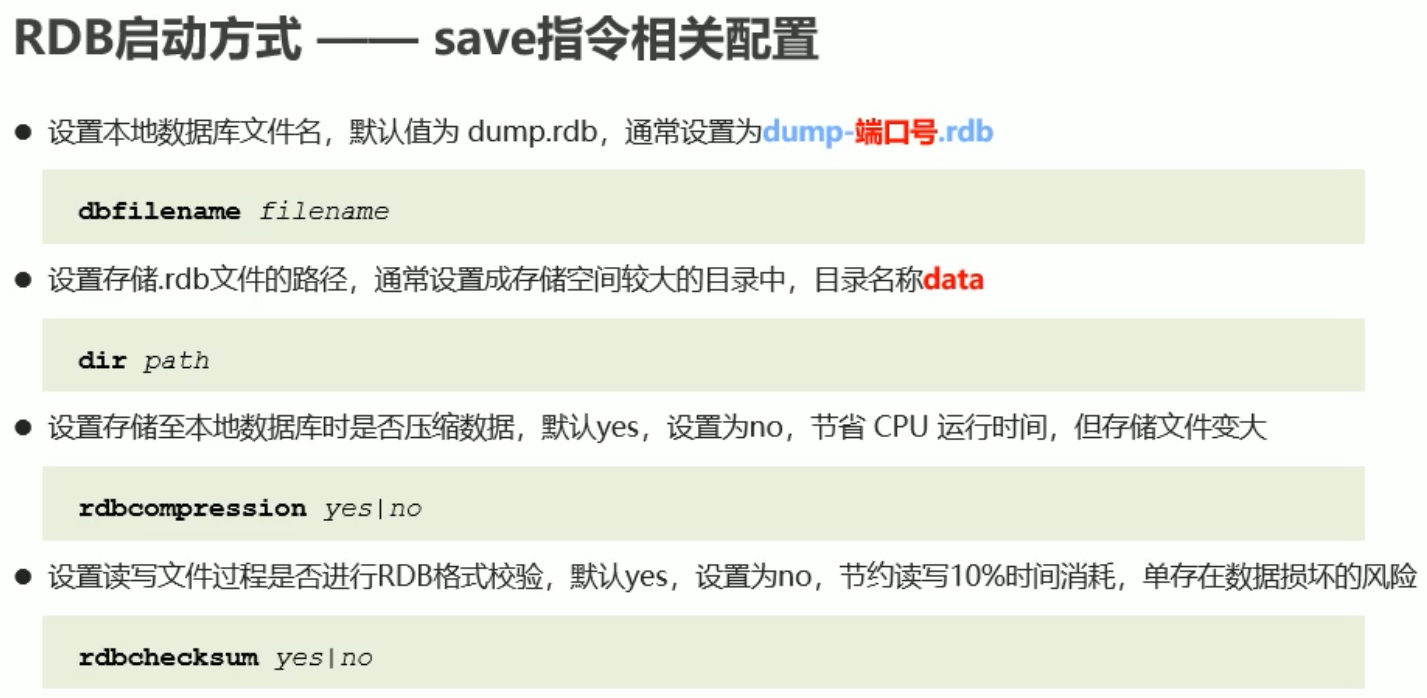 RDB启动方式 —— save指令相关配置
● 设置本地数据库文件名，默认值为 dump.rdb，通常设置为dump-端口号.rdb
dbfilename filename
● 设置存储.rdb文件的路径，通常设置成存储空间较大的目录中，目录名称data
dir path
● 设置存储至本地数据库时是否压缩数据，默认yes，设置为no，节省 CPU 运行时间，但存储文件变大
rdbcompression yes|no
● 设置读写文件过程是否进行RDB格式校验，默认yes，设置为no，节约读写10%时间消耗，单存在数据损坏的风险
rdbchecksum yes|no